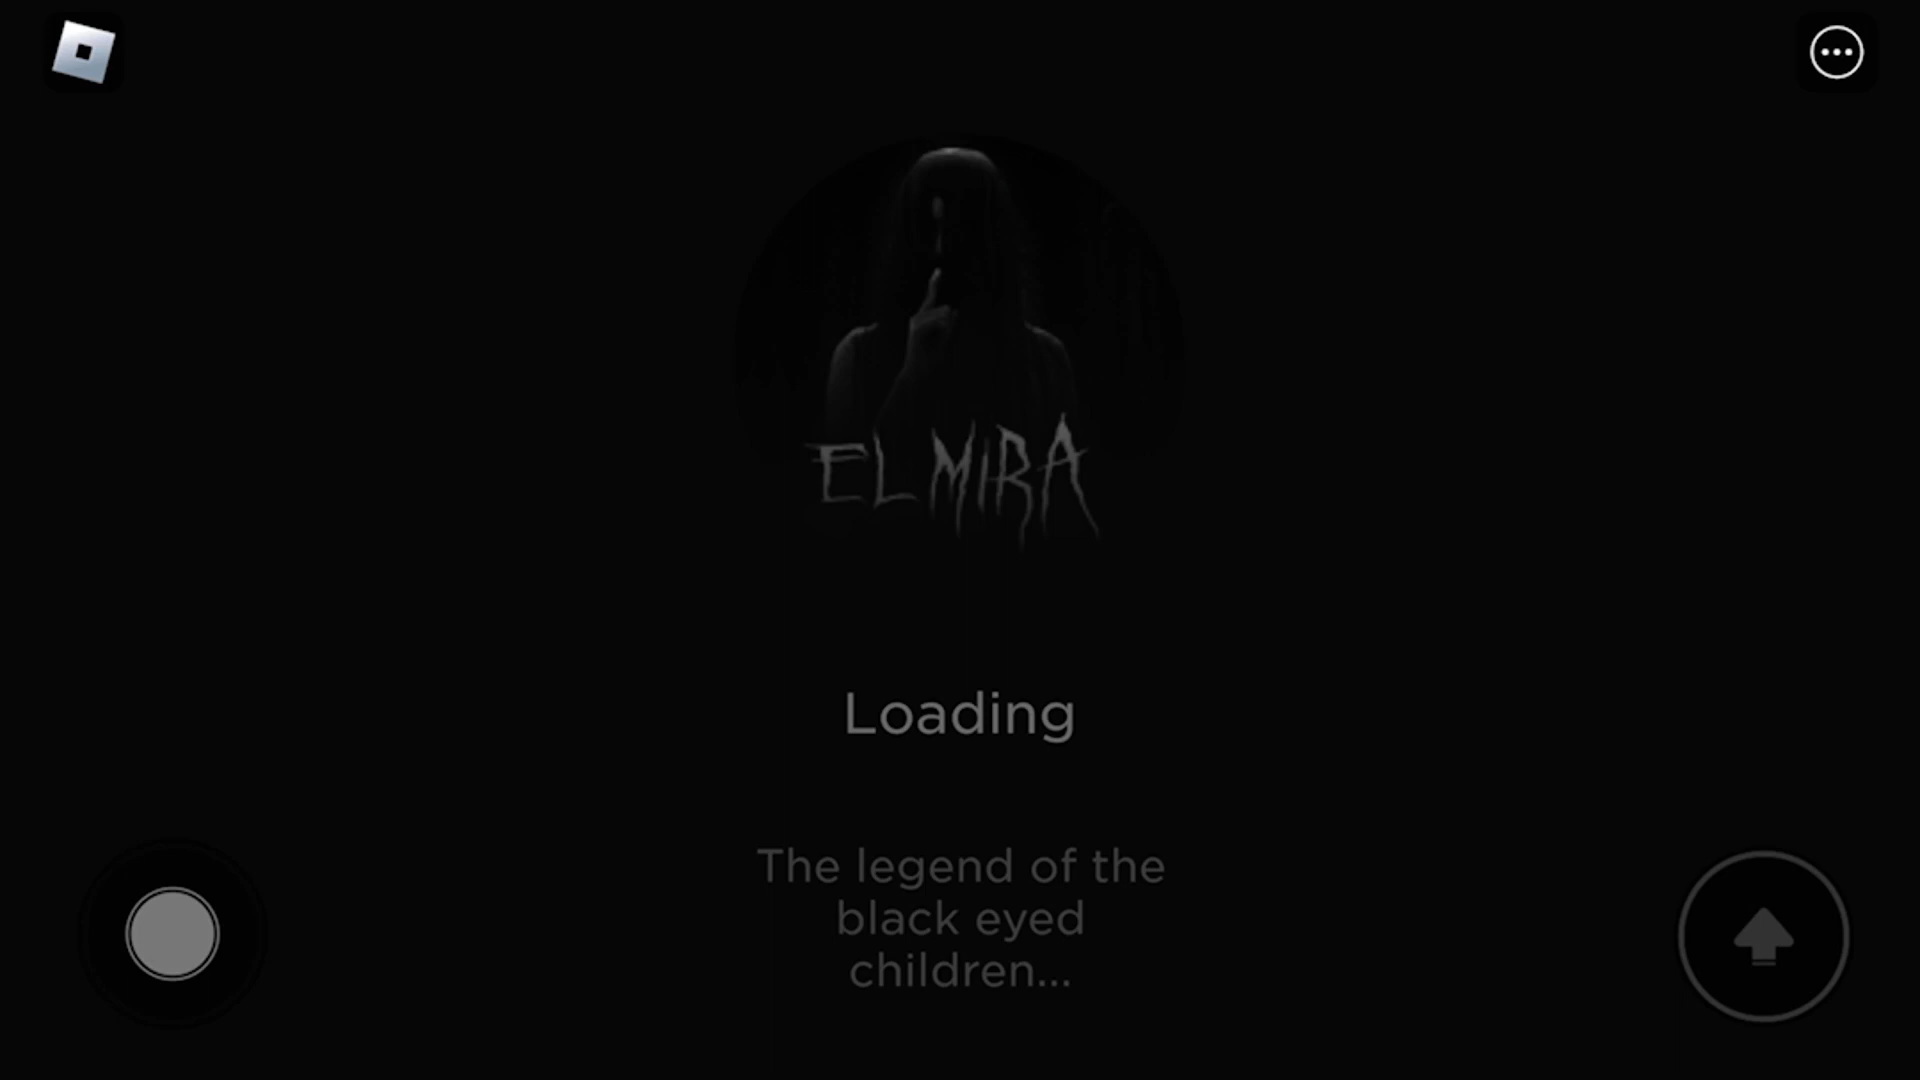 ELMIRA
Loading
The legend of the
black eyed
children...